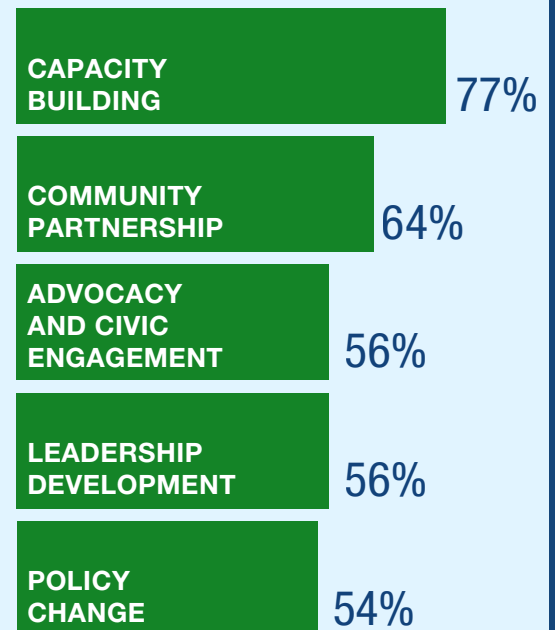 CAPACITY
BUILDING
77%
COMMUNITY
PARTNERSHIP
64%
ADVOCACY
AND CIVIC
ENGAGEMENT
56%
LEADERSHIP
DEVELOPMENT
56%
POLICY
CHANGE
54%